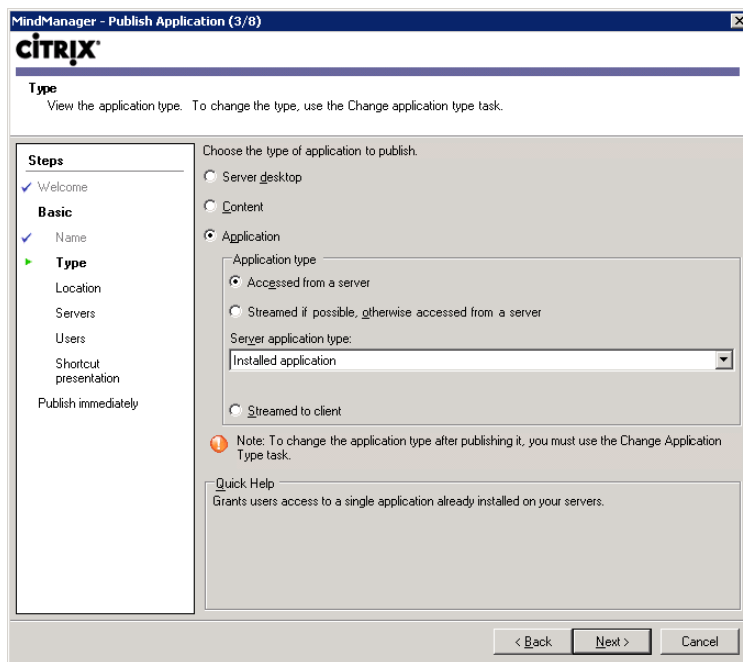 MindManager - Publish Application (3/8)
CITRIX
Type
View the application type. To change the type, use the Change application type task.
Steps
Welcome
Basic
Name
Type
Location
Servers
Users
Shortcut
presentation
Publish immediately
Choose the type of application to publish.
Server desktop
Content
Application
Application type
Accessed from a server
Streamed if possible, otherwise accessed from a server
Server application type:
Installed application
Streamed to client
Note: To change the application type after publishing it, you must use the Change Application
Type task.
Quick Help
Grants users access to a single application already installed on your servers.
< Back
Next >
Cancel